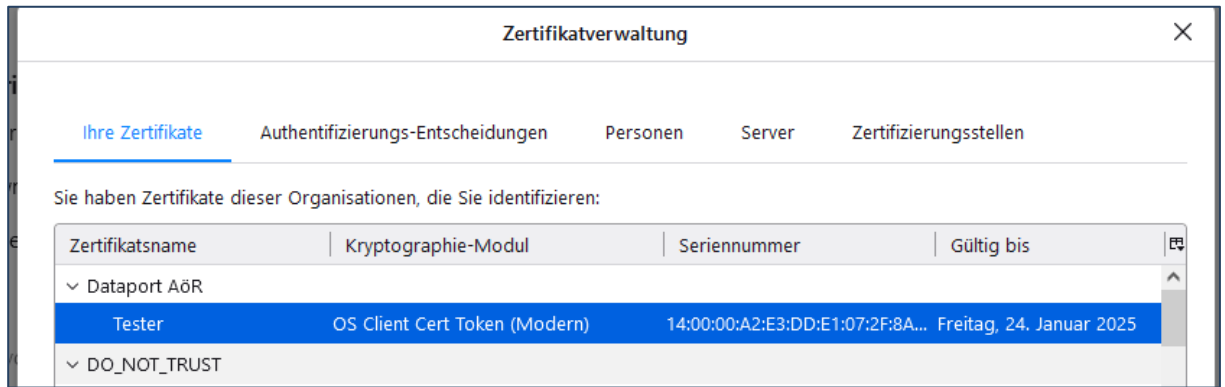 Zertifikatverwaltung
Ihre Zertifikate Authentifizierungs-Entscheidungen Personen Server Zertifizierungsstellen
Sie haben Zertifikate dieser Organisationen, die Sie identifizieren:
Zertifikatsname Kryptographie-Modul Seriennummer Gültig bis
Dataport AöR
Tester OS Client Cert Token (Modern) 14:00:00:A2:E3:DD:E1:07:2F:8A... Freitag, 24. Januar 2025
DO_NOT_TRUST